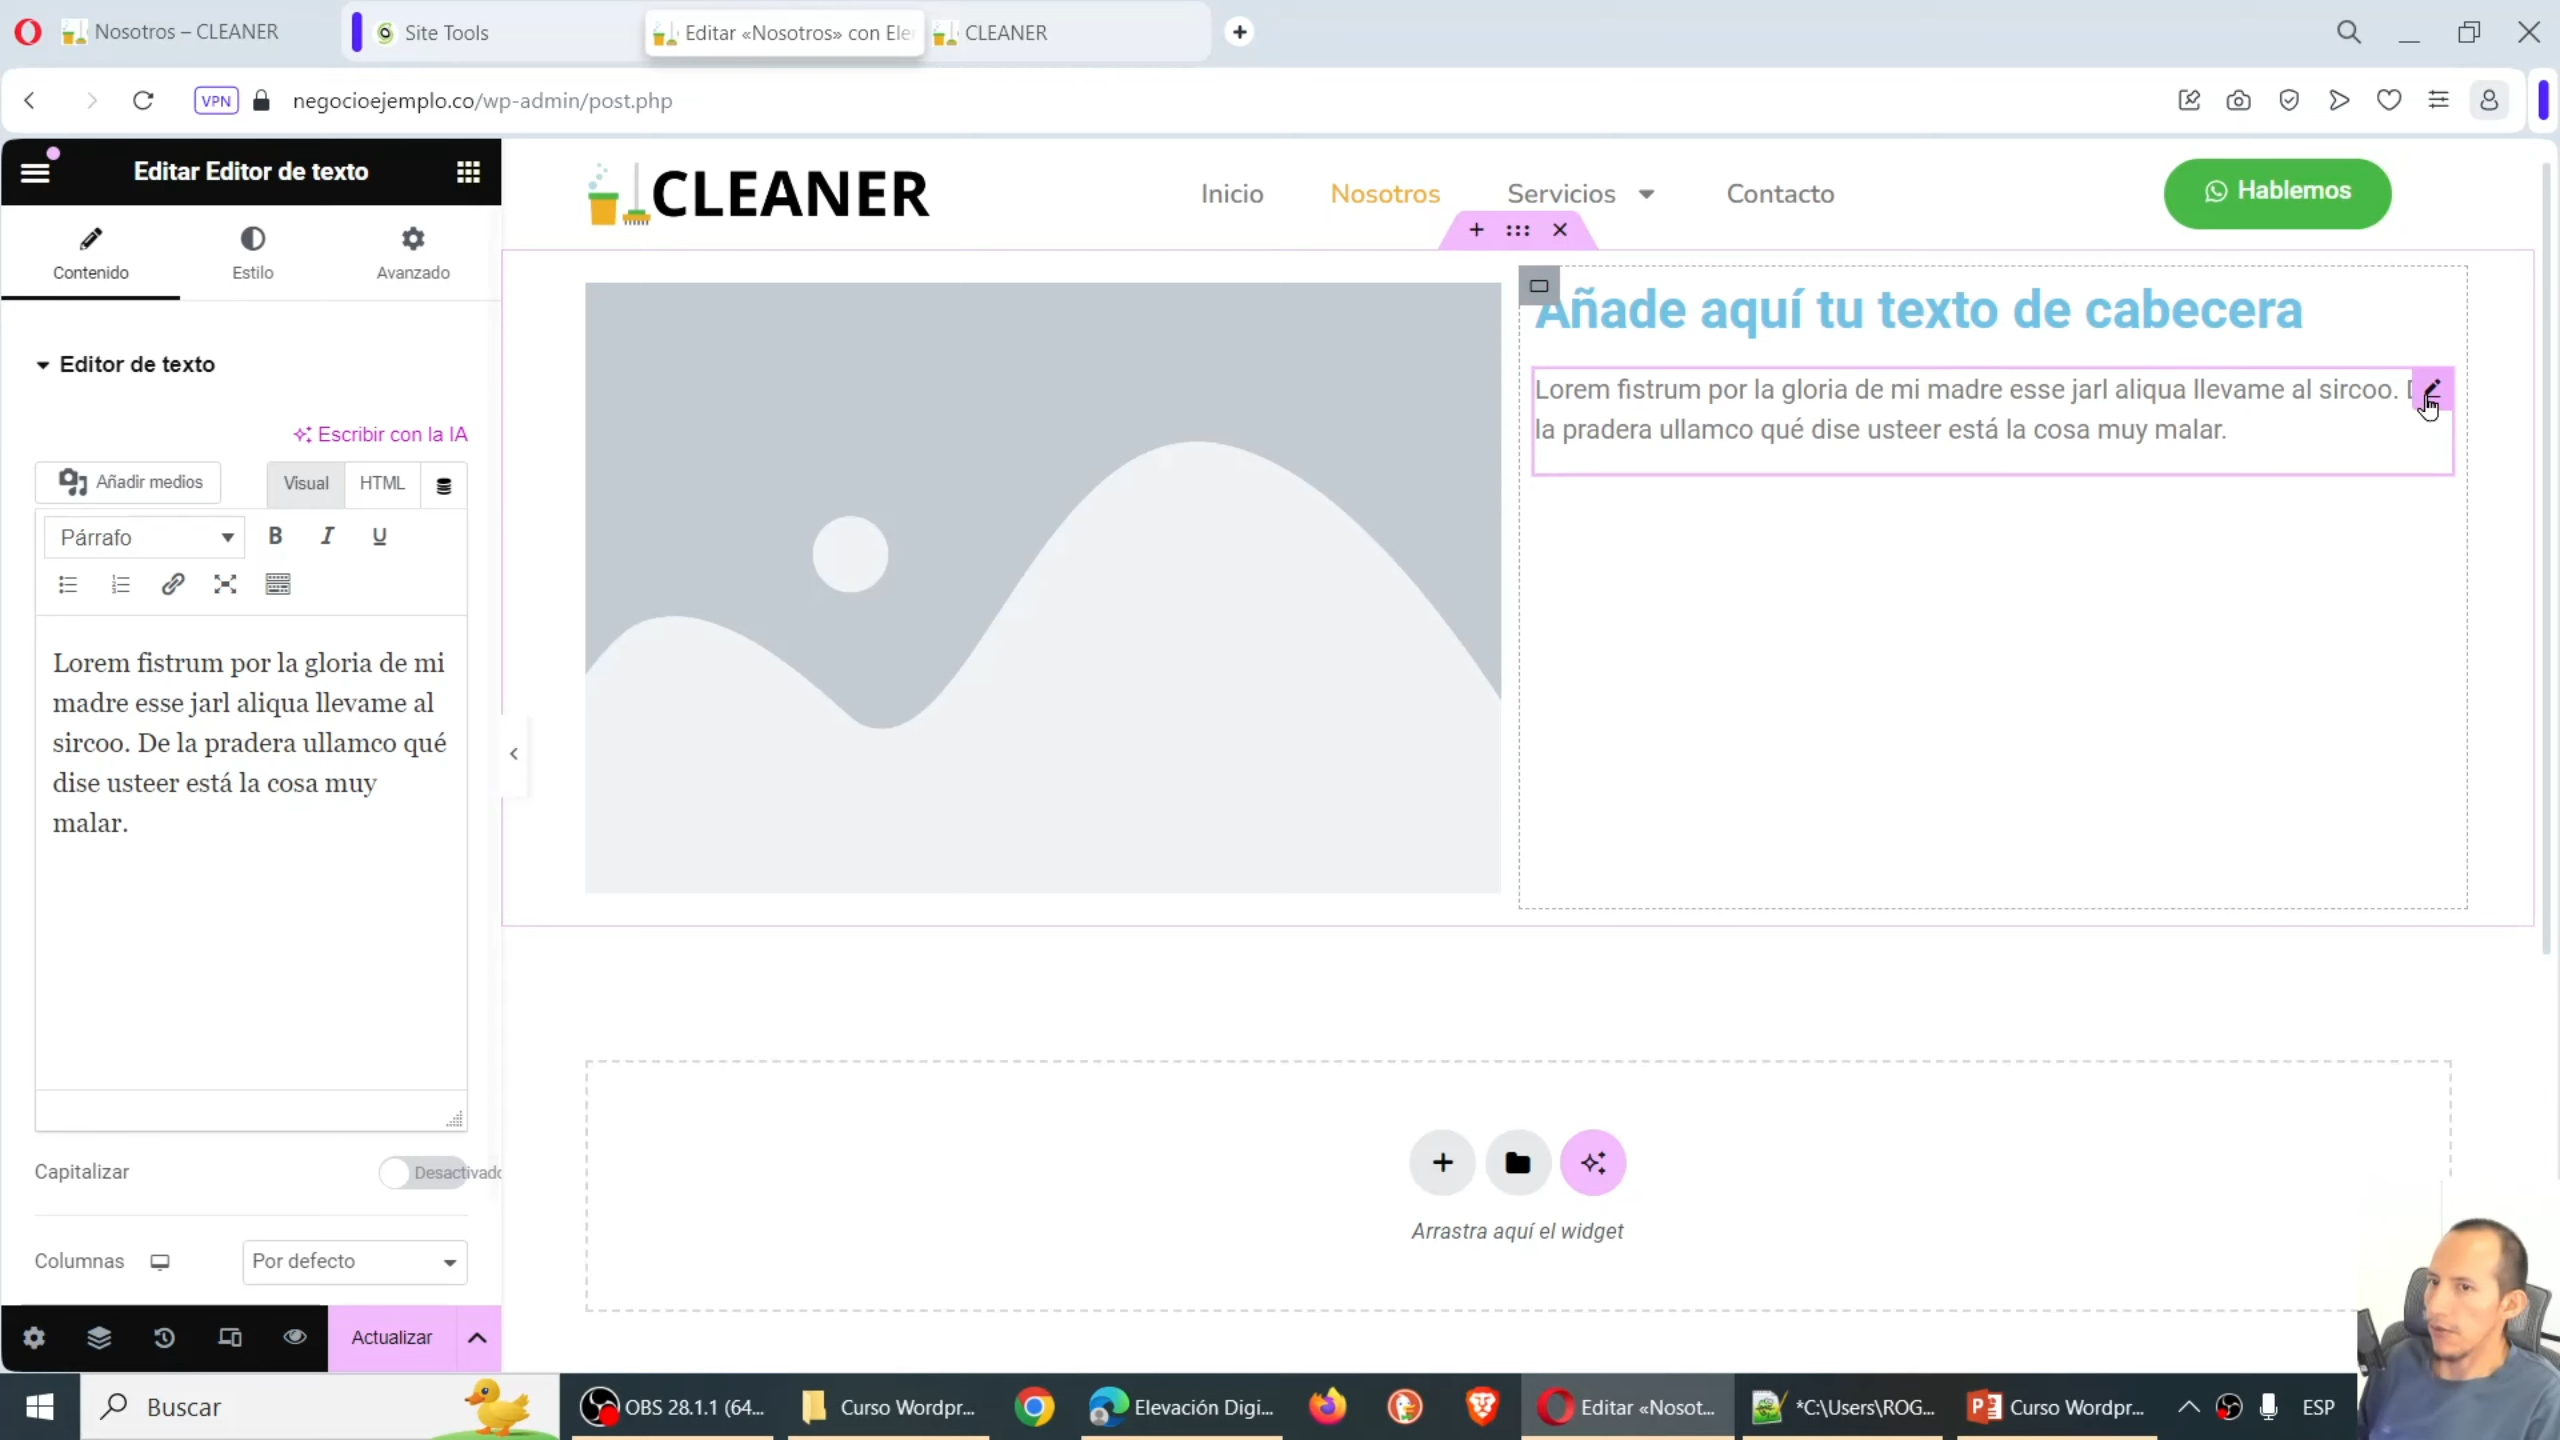 Nosotros – CLEANER
Site Tools
Editar «Nosotros» con Ele
CLEANER
VPN
negocioejemplo.co/wp-admin/post.php
Editar Editor de texto
Contenido
Estilo
Avanzado
Editor de texto
Escribir con la IA
Añadir medios
Visual
HTML
Párrafo
B
I
U
Lorem fistrum por la gloria de mi
madre esse jarl aliqua llevame al
sircoo. De la pradera ullamco qué
dise usteer está la cosa muy
malar.
Capitalizar
Desactivado
Columnas
Por defecto
Actualizar
CLEANER
Inicio
Nosotros
Servicios
Contacto
Hablemos
Añade aquí tu texto de cabecera
Lorem fistrum por la gloria de mi madre esse jarl aliqua llevame al sircoo.
la pradera ullamco qué dise usteer está la cosa muy malar.
Arrastra aquí el widget
Buscar
OBS 28.1.1 (64...
Curso Wordpr...
Elevación Digi...
Editar «Nosot...
*C:\Users\ROG...
Curso Wordpr...
ESP